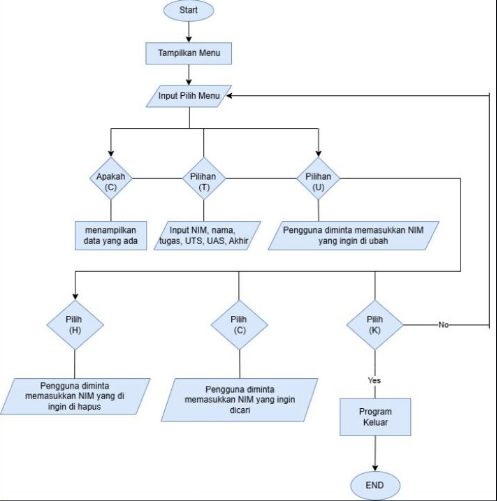 Start
Tampilkan Menu
Input Pilih Menu
Apakah
(C)
Pilihan
(T)
Pilihan
(U)
menampilkan
data yang ada
Input NIM, nama,
tugas, UTS, UAS, Akhir
Pengguna diminta memasukkan NIM
yang ingin di ubah
Pilih
(H)
Pilih
(C)
Pilih
(K)
No
Pengguna diminta
memasukkan NIM yang di
ingin di hapus
Pengguna diminta
memasukkan NIM yang ingin
dicari
Yes
Program
Keluar
END